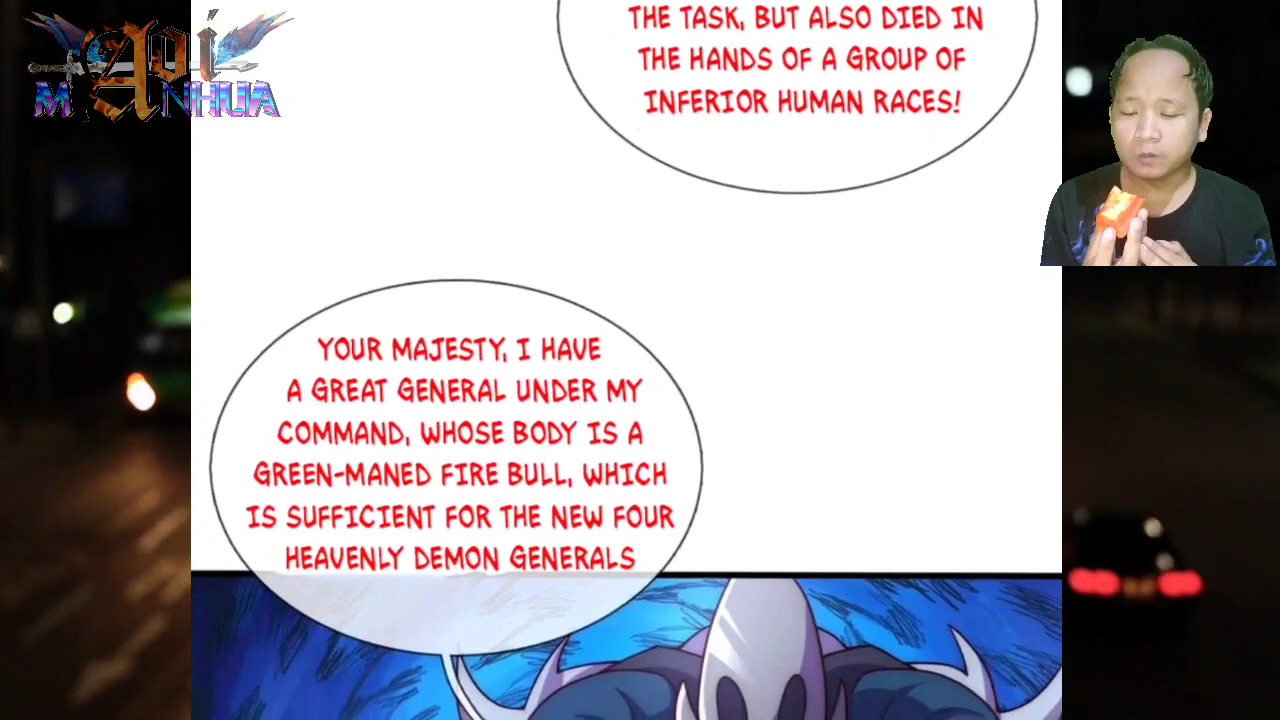 Api
MANHUA
THE TASK, BUT ALSO DIED IN
THE HANDS OF A GROUP OF
INFERIOR HUMAN RACES!
YOUR MAJESTY, I HAVE
A GREAT GENERAL UNDER MY
COMMAND, WHOSE BODY IS A
GREEN-MANED FIRE BULL, WHICH
IS SUFFICIENT FOR THE NEW FOUR
HEAVENLY DEMON GENERALS